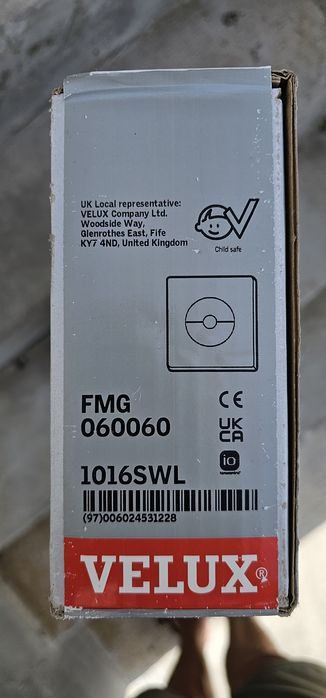 UK Local representative:
VELUX Company Ltd.
Woodside Way,
Glenrothes East, Fife
KY7 4ND, United Kingdom
Child safe
FMG
060060
CE
UK
CA
1016SWL
io
(97)006024531228
VELUX®